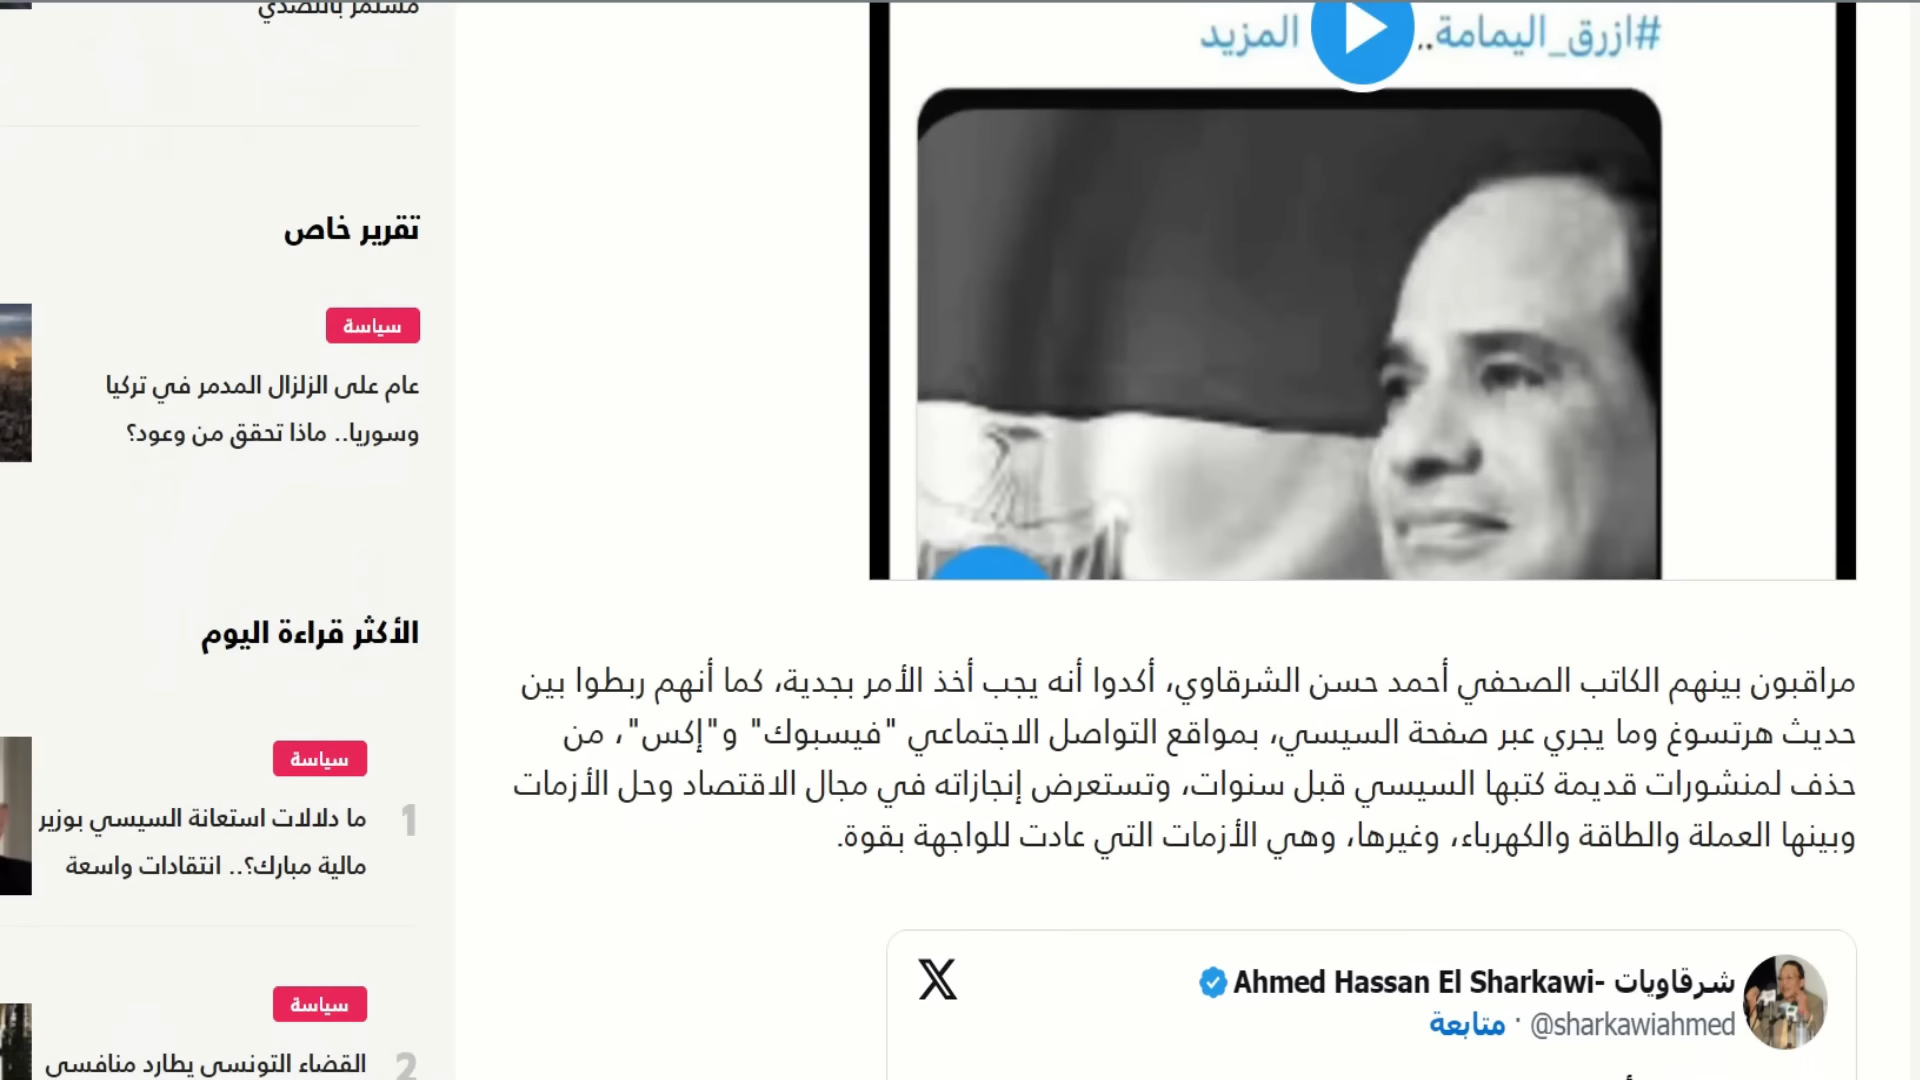 #ازرق_اليمامة.. المزيد
مراقبون بينهم الكاتب الصحفي أحمد حسن الشرقاوي، أكدوا أنه يجب أخذ الأمر بجدية، كما أنهم ربطوا بين
حديث هرتسوغ وما يجري عبر صفحة السيسي، بمواقع التواصل الاجتماعي "فيسبوك" و"إكس"، من
حذف لمنشورات قديمة كتبها السيسي قبل سنوات، وتستعرض إنجازاته في مجال الاقتصاد وحل الأزمات
وبينها العملة والطاقة والكهرباء، وغيرها، وهي الأزمات التي عادت للواجهة بقوة.
شرقاويات -Ahmed Hassan El Sharkawi
@sharkawiahmed · متابعة
مستمر بالتصدي
تقرير خاص
سياسة
عام على الزلزال المدمر في تركيا
وسوريا.. ماذا تحقق من وعود؟
الأكثر قراءة اليوم
سياسة
1 ما دلالات استعانة السيسي بوزير
مالية مبارك؟.. انتقادات واسعة
سياسة
2 القضاء التونسي يطارد منافسي